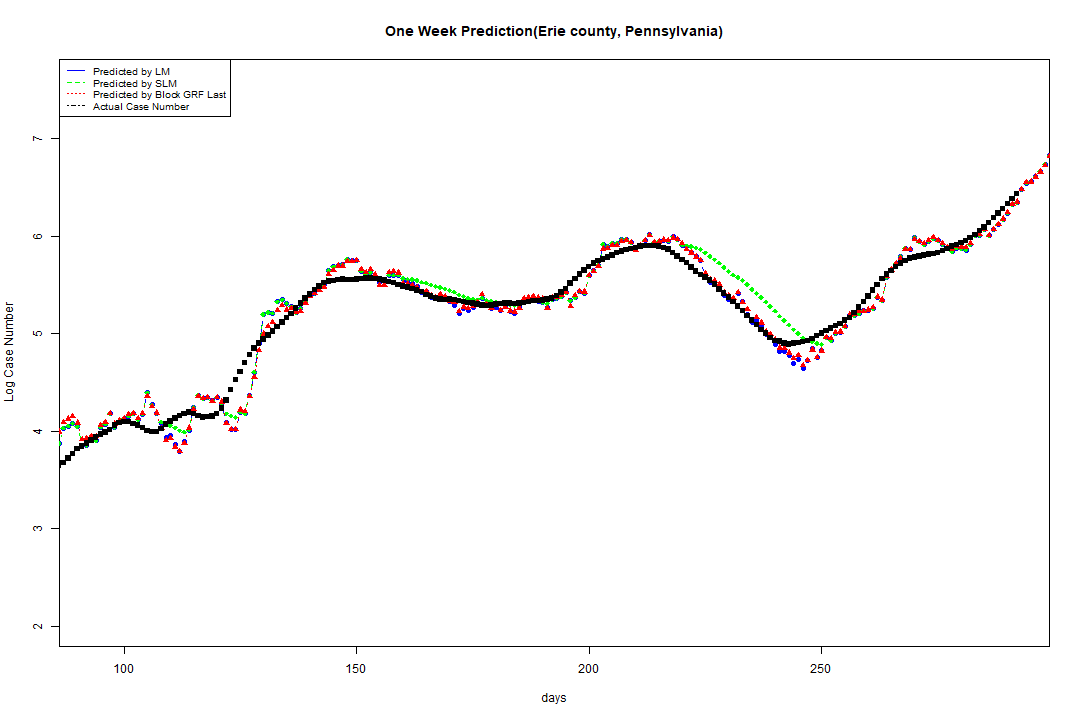 One Week Prediction(Erie county, Pennsylvania)
Predicted by LM
Predicted by SLM
Predicted by Block GRF Last
Actual Case Number
Log Case Number
7
6
5
4
3
2
100 150 200 250
days